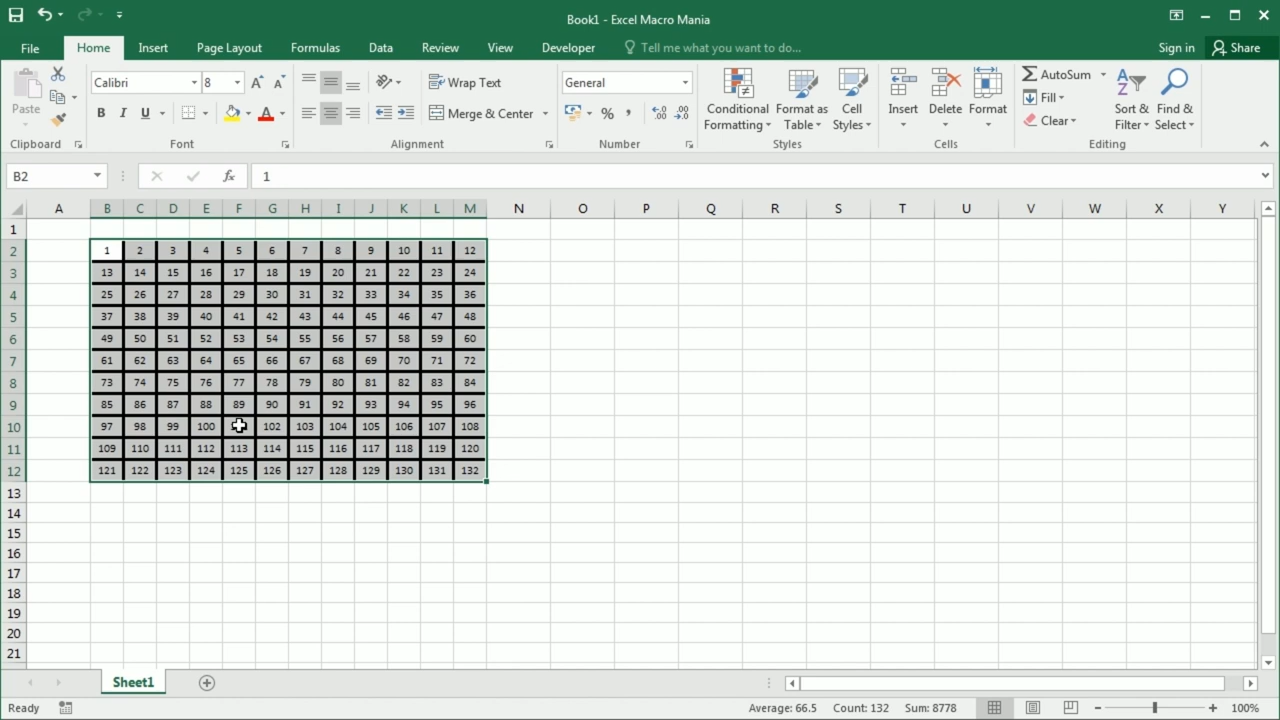 Book1 - Excel Macro Mania
File Home Insert Page Layout Formulas Data Review View Developer Tell me what you want to do... Sign in Share
Paste
Calibri 8
Wrap Text
General
Conditional Formatting
Format as Table
Cell Styles
Insert Delete Format
AutoSum
Fill
Clear
Sort & Filter
Find & Select
B I U
Merge & Center
% ,
Clipboard Font Alignment Number Styles Cells Editing
B2 fx 1
A B C D E F G H I J K L M N O P Q R S T U V W X Y
1
2 1 2 3 4 5 6 7 8 9 10 11 12
3 13 14 15 16 17 18 19 20 21 22 23 24
4 25 26 27 28 29 30 31 32 33 34 35 36
5 37 38 39 40 41 42 43 44 45 46 47 48
6 49 50 51 52 53 54 55 56 57 58 59 60
7 61 62 63 64 65 66 67 68 69 70 71 72
8 73 74 75 76 77 78 79 80 81 82 83 84
9 85 86 87 88 89 90 91 92 93 94 95 96
10 97 98 99 100 102 103 104 105 106 107 108
11 109 110 111 112 113 114 115 116 117 118 119 120
12 121 122 123 124 125 126 127 128 129 130 131 132
13
14
15
16
17
18
19
20
21
Sheet1
Ready Average: 66.5 Count: 132 Sum: 8778 100%